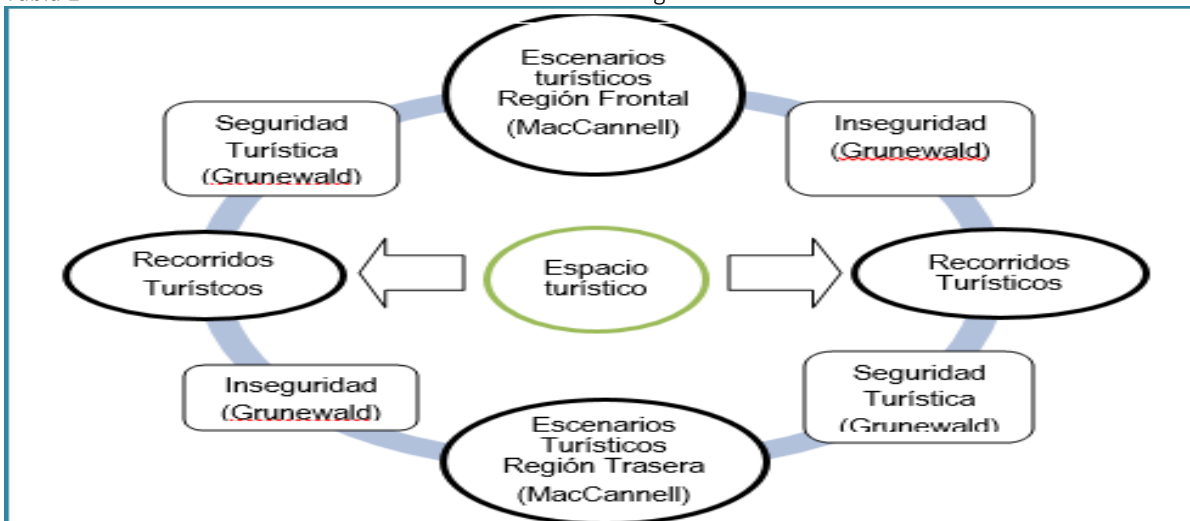 Escenarios
turísticos
Región Frontal
(MacCannell)
Seguridad
Turística
(Grunewald)
Inseguridad
(Grunewald)
Recorridos
Turístcos
Espacio
turístico
Recorridos
Turísticos
Inseguridad
(Grunewald)
Seguridad
Turística
(Grunewald)
Escenarios
Turísticos
Región Trasera
(MacCannell)